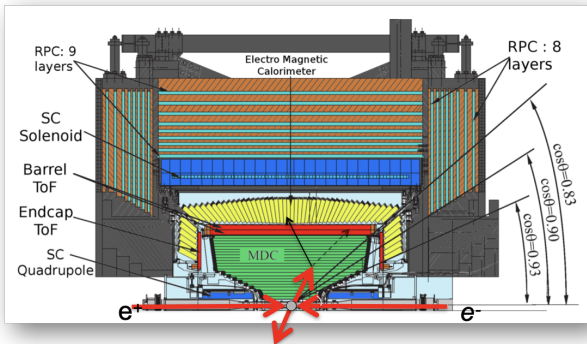 RPC: 9
layers
Electro Magnetic
Calorimeter
RPC : 8
layers
SC
Solenoid
Barrel
ToF
Endcap
ToF
SC
Quadrupole
MDC
cosθ=0.83
cosθ=0.90
cosθ=0.93
e⁺
e⁻